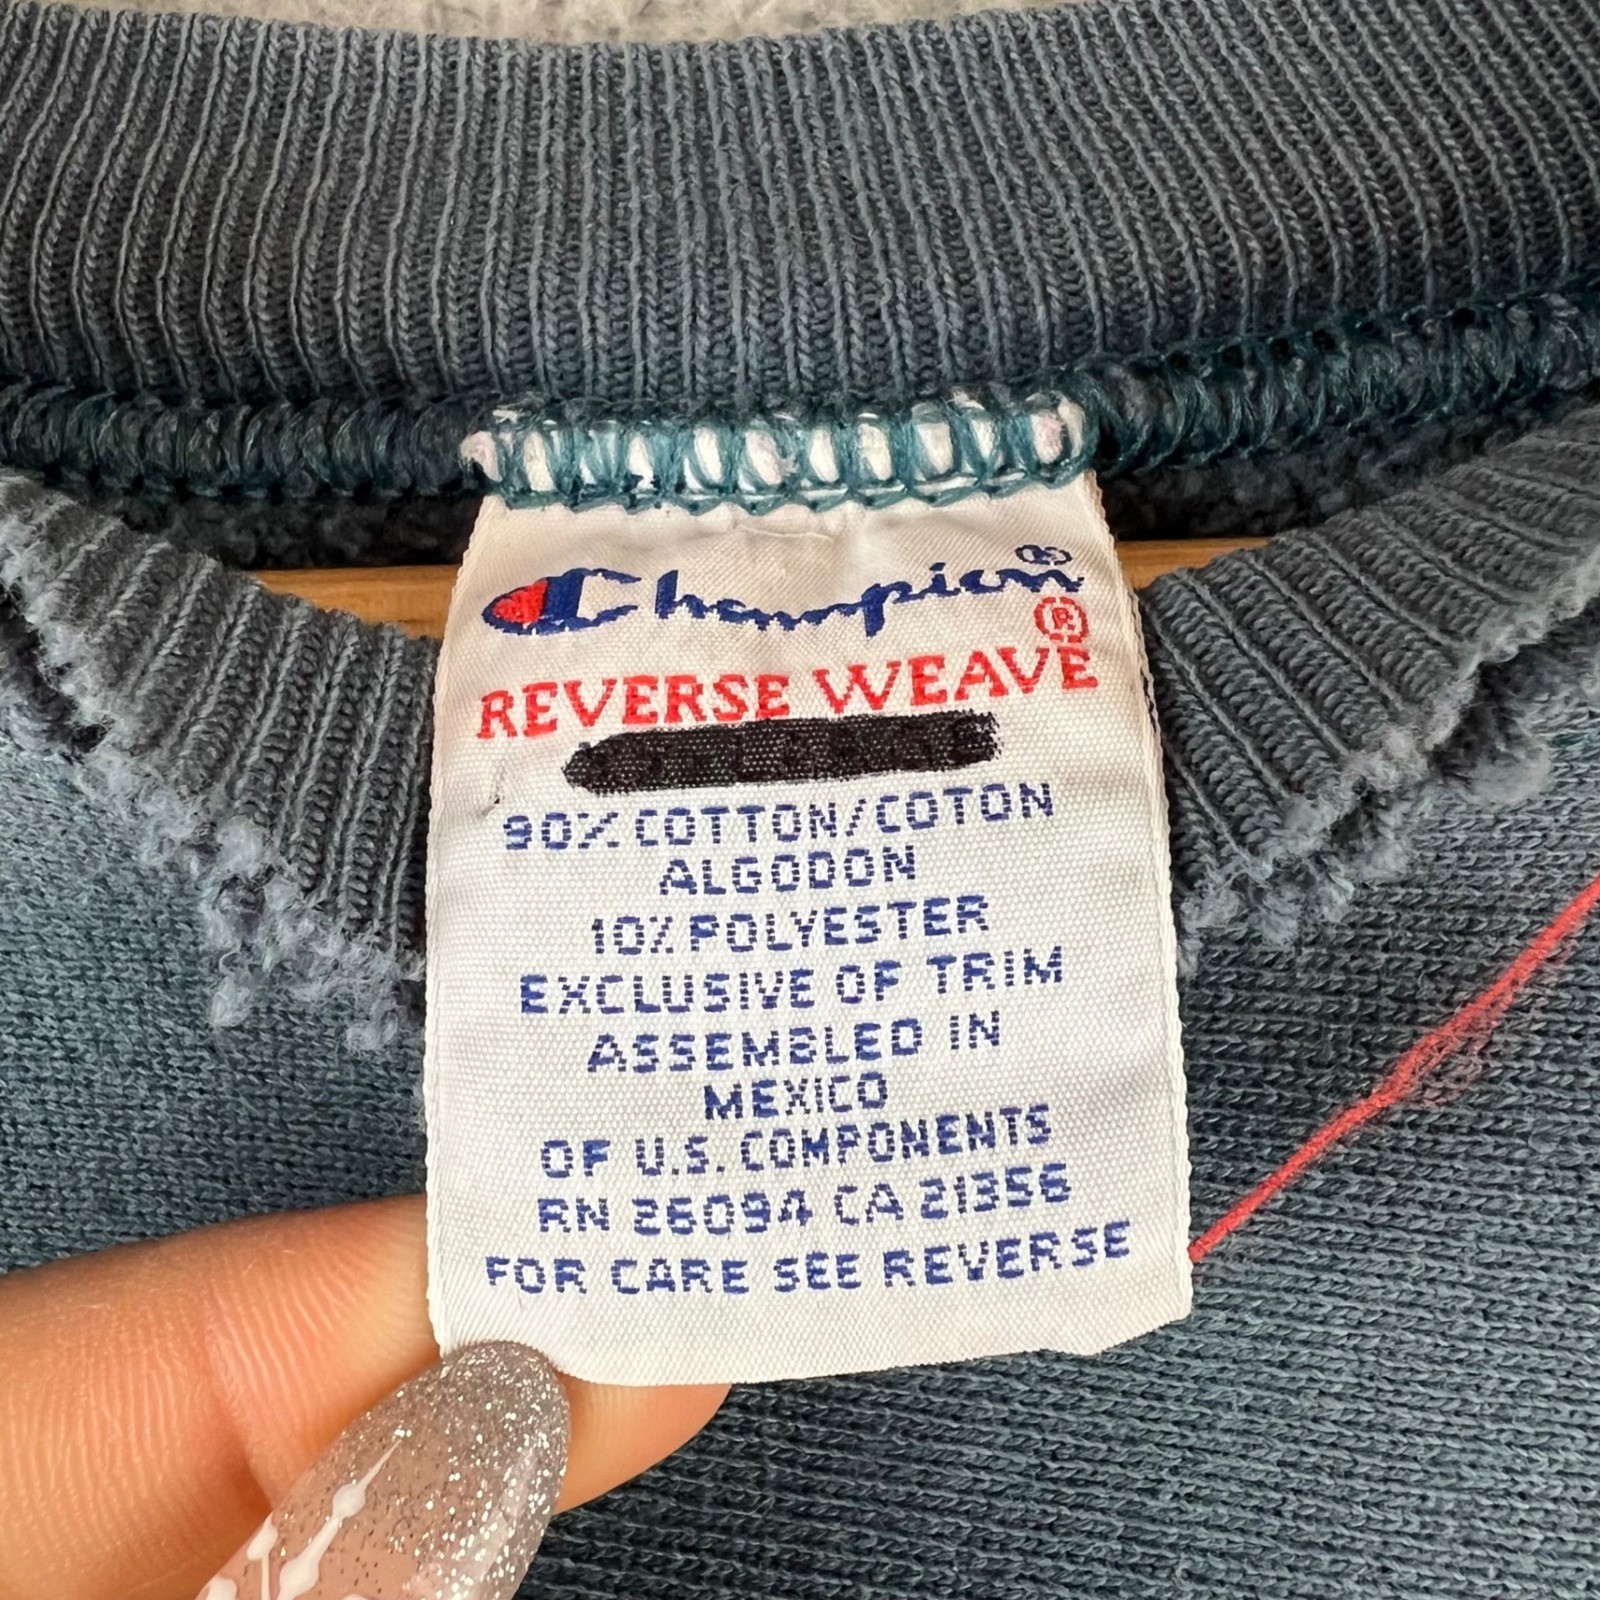 Champion®
®
REVERSE WEAVE
90% COTTON/COTON
ALGODON
10% POLYESTER
EXCLUSIVE OF TRIM
ASSEMBLED IN
MEXICO
OF U.S. COMPONENTS
RN 26094 CA 21356
FOR CARE SEE REVERSE